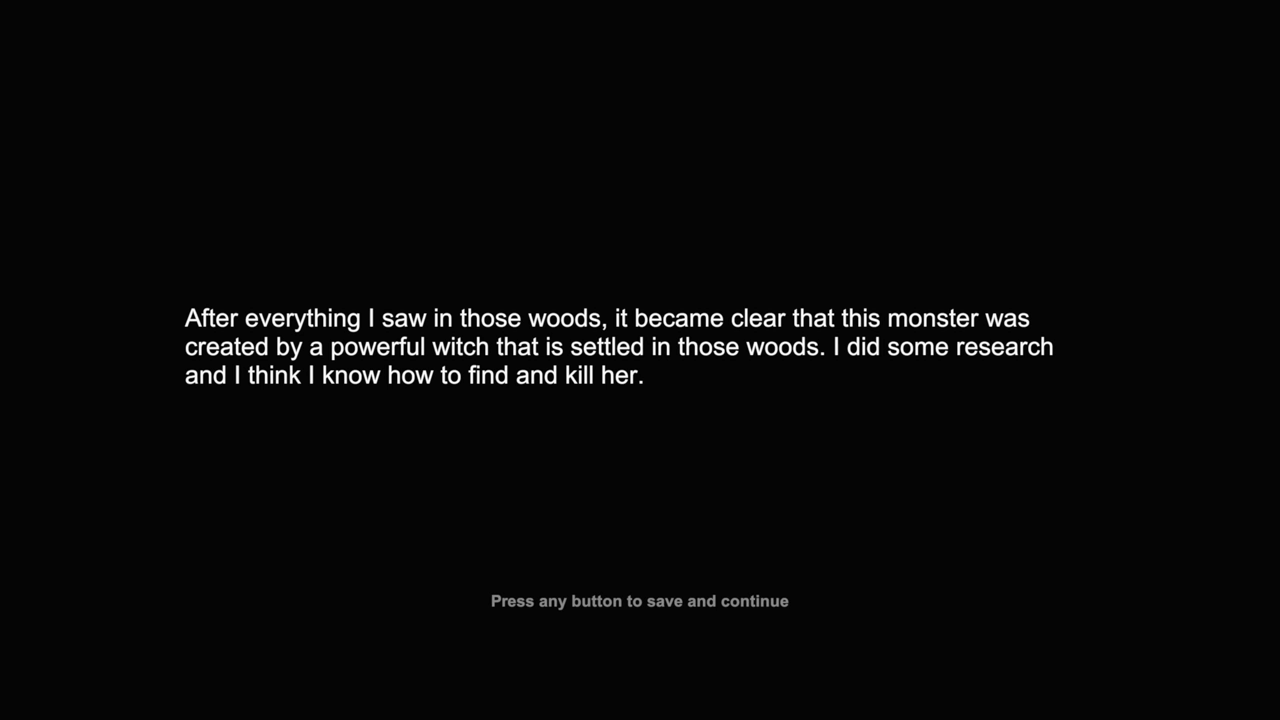 After everything I saw in those woods, it became clear that this monster was
created by a powerful witch that is settled in those woods. I did some research
and I think I know how to find and kill her.
Press any button to save and continue